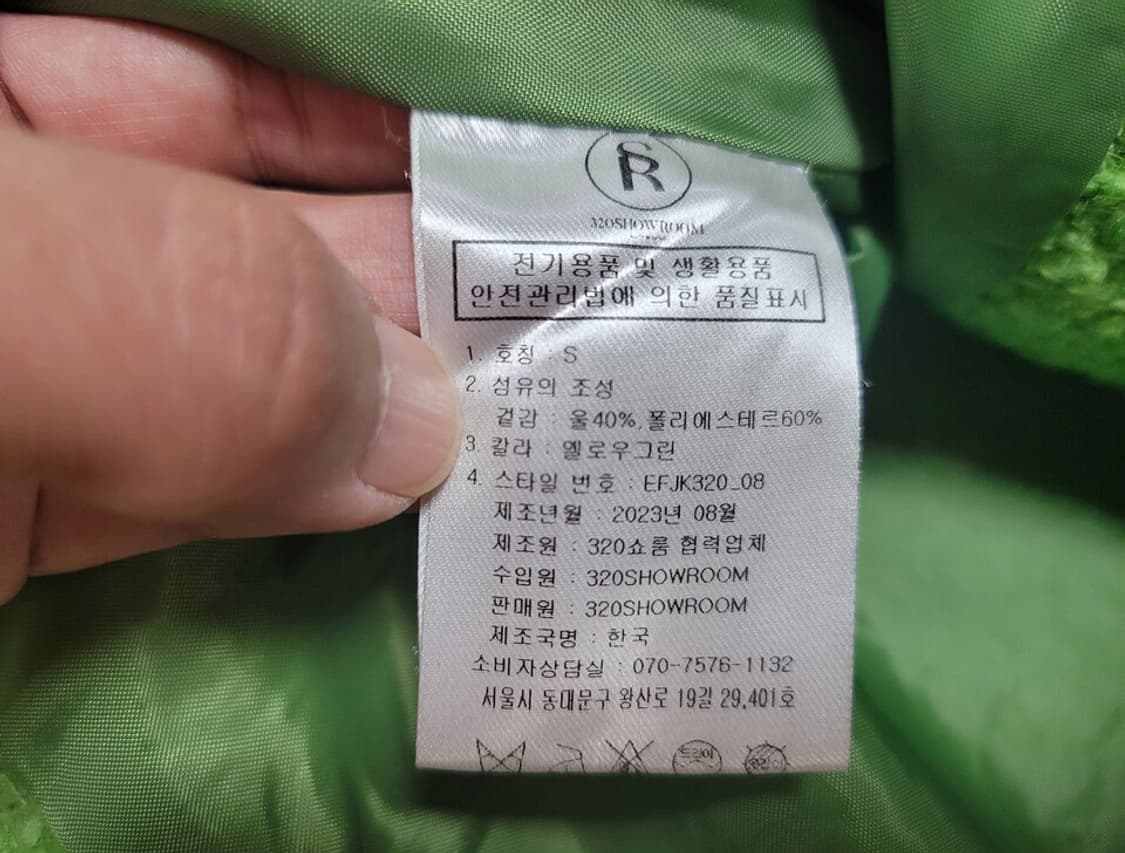 SR
320SHOWROOM
전기용품 및 생활용품
안전관리법에 의한 품질표시
1. 호칭 : S
2. 섬유의 조성
겉감 : 울40%,폴리에스테르60%
3 칼라 : 옐로우그린
4. 스타일 번호 : EFJK320_08
제조년월 : 2023년 08월
제조원 : 320쇼룸 협력업체
수입원 : 320SHOWROOM
판매원 : 320SHOWROOM
제조국명 : 한국
소비자상담실 : 070-7576-1132
서울시 동대문구 왕산로 19길 29,401호
드라이